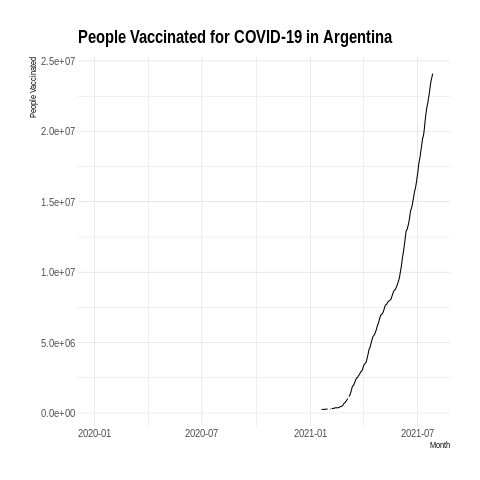 People Vaccinated for COVID-19 in Argentina
People Vaccinated
2.5e+07
2.0e+07
1.5e+07
1.0e+07
5.0e+06
0.0e+00
2020-01 2020-07 2021-01 2021-07
Month